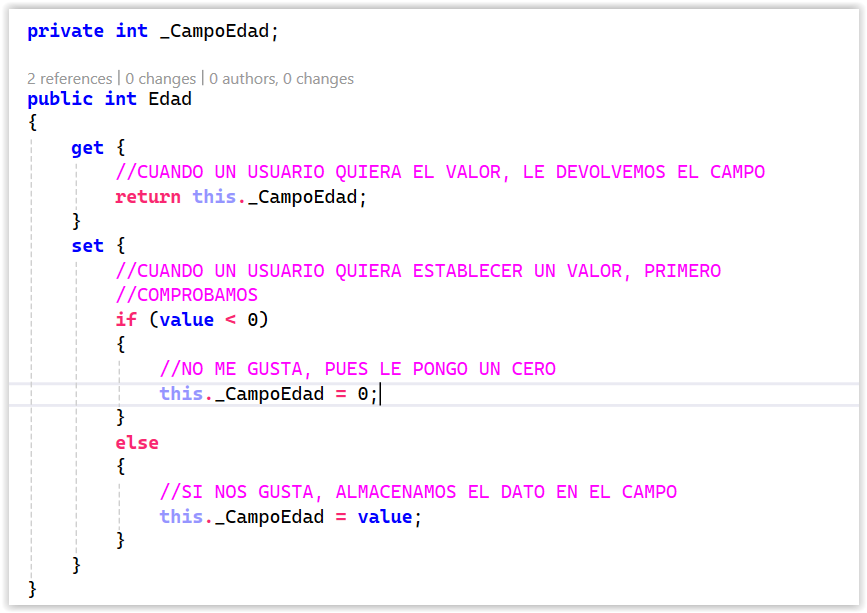 private int _CampoEdad;
2 references | 0 changes | 0 authors, 0 changes
public int Edad
{
get {
//CUANDO UN USUARIO QUIERA EL VALOR, LE DEVOLVEMOS EL CAMPO
return this._CampoEdad;
}
set {
//CUANDO UN USUARIO QUIERA ESTABLECER UN VALOR, PRIMERO
//COMPROBAMOS
if (value < 0)
{
//NO ME GUSTA, PUES LE PONGO UN CERO
this._CampoEdad = 0;
}
else
{
//SI NOS GUSTA, ALMACENAMOS EL DATO EN EL CAMPO
this._CampoEdad = value;
}
}
}